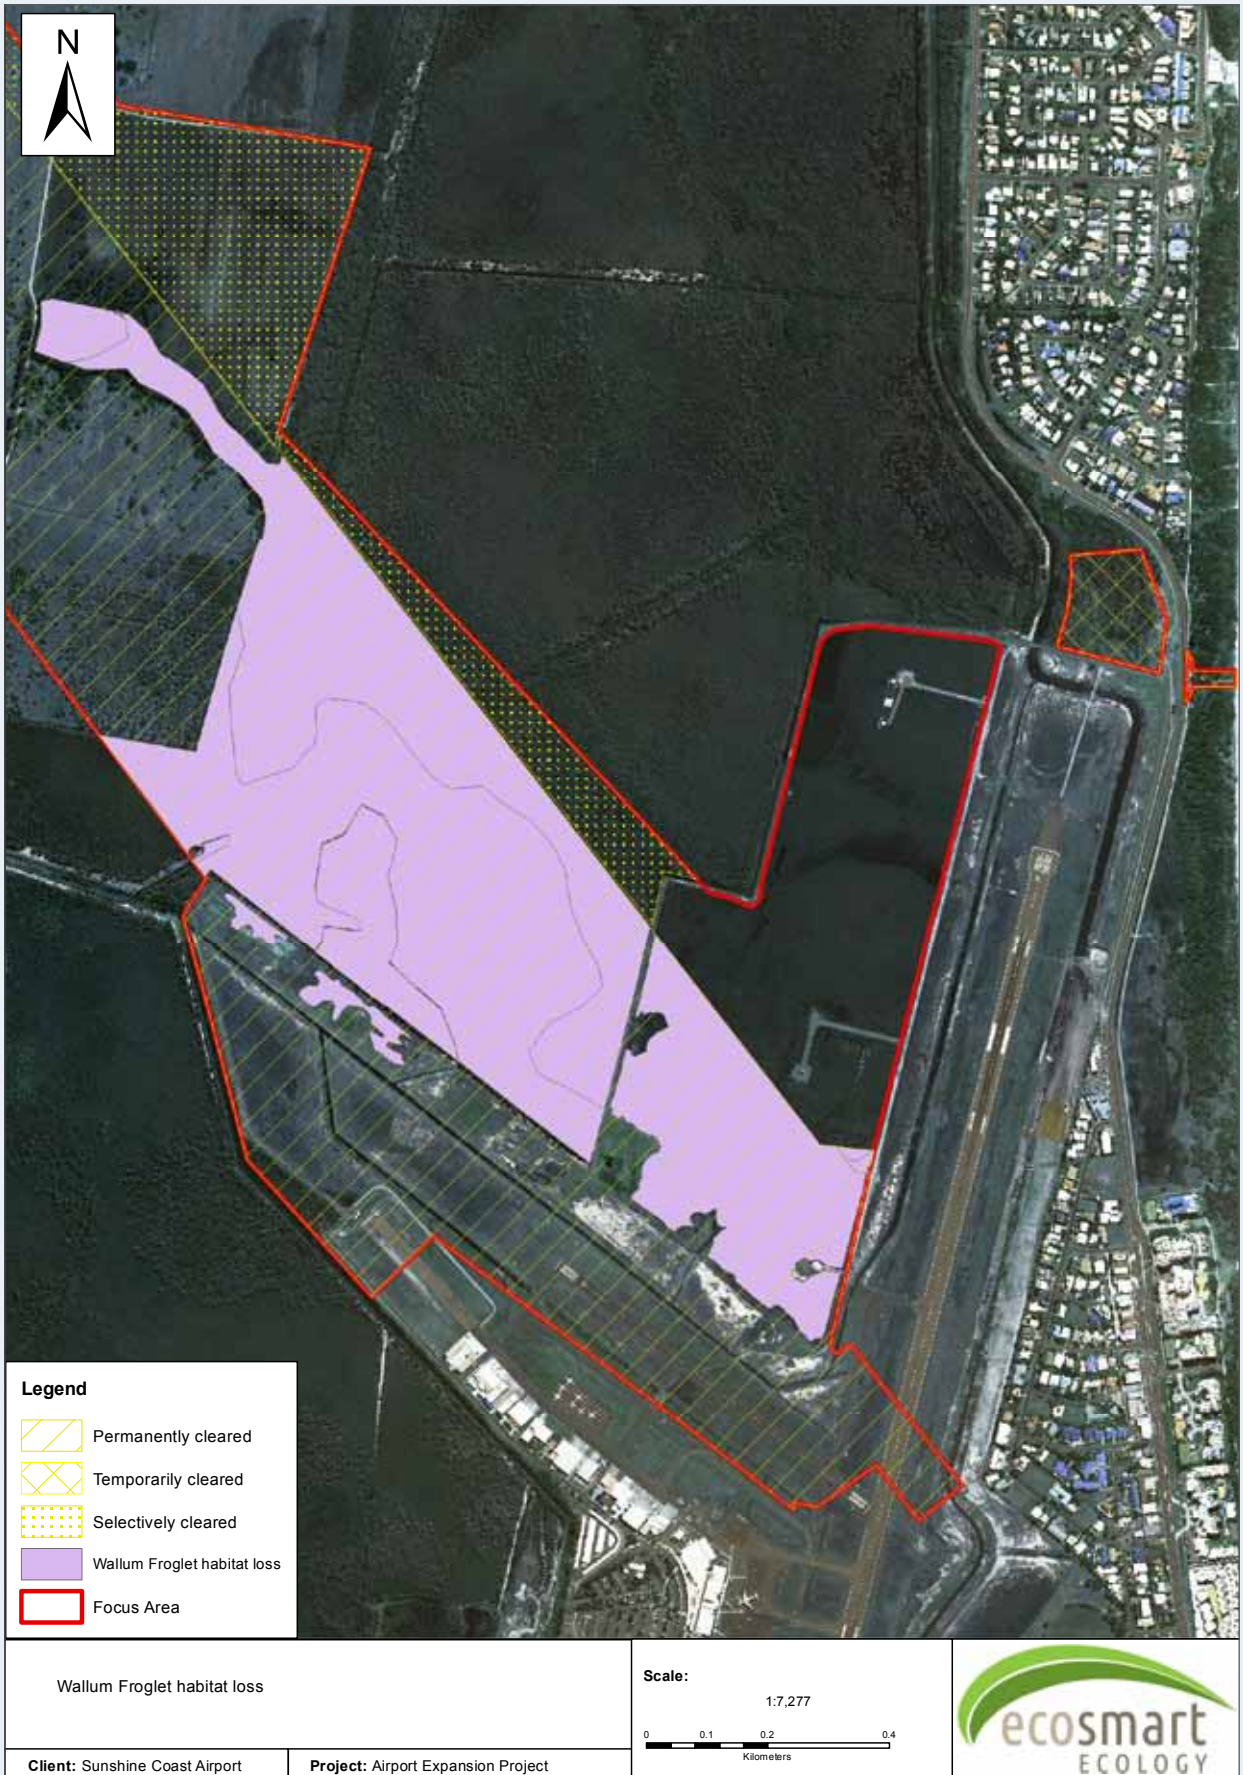 N
Legend
Permanently cleared
Temporarily cleared
Selectively cleared
Wallum Froglet habitat loss
Focus Area
Wallum Froglet habitat loss
Scale:
1:7,277
0 0.1 0.2 0.4
Kilometers
Client: Sunshine Coast Airport
Project: Airport Expansion Project
ecosmart
ECOLOGY